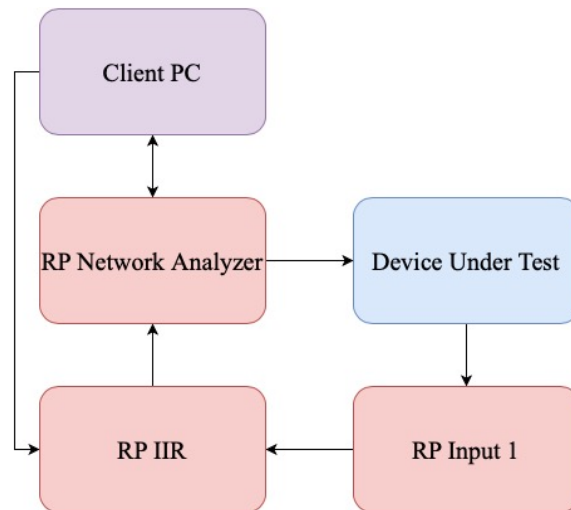 Client PC
RP Network Analyzer
Device Under Test
RP IIR
RP Input 1